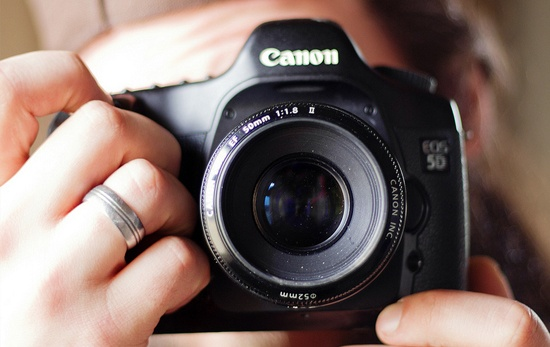 Canon
EF 50mm 1:1.8 II
EOS
5D
CANON INC.
⌀52mm